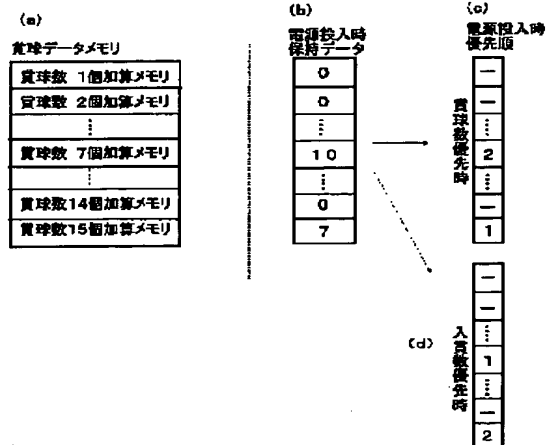 (a)
賞球データメモリ
賞球数 1個加算メモリ
賞球数 2個加算メモリ
賞球数 7個加算メモリ
賞球数14個加算メモリ
賞球数15個加算メモリ
(b)
電源投入時
保持データ
0
0
10
0
7
(c)
電源投入時
優先順
賞球数優先時
—
—
2
—
1
(d)
入賞数優先時
—
—
1
—
2